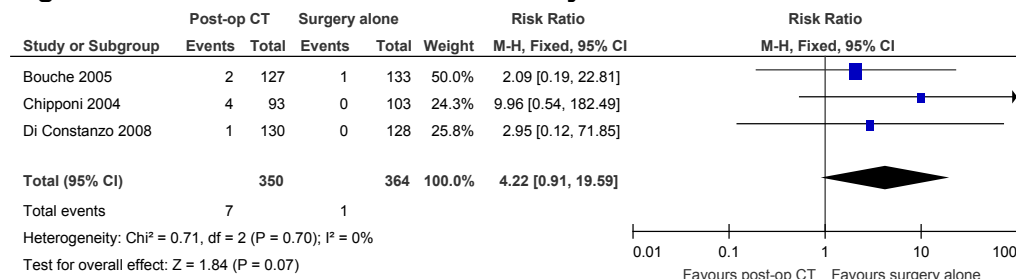 Post-op CT Surgery alone Risk Ratio Risk Ratio
Study or Subgroup Events Total Events Total Weight M-H, Fixed, 95% CI M-H, Fixed, 95% CI
Bouche 2005 2 127 1 133 50.0% 2.09 [0.19, 22.81]
Chipponi 2004 4 93 0 103 24.3% 9.96 [0.54, 182.49]
Di Constanzo 2008 1 130 0 128 25.8% 2.95 [0.12, 71.85]
Total (95% CI) 350 364 100.0% 4.22 [0.91, 19.59]
Total events 7 1
Heterogeneity: Chi² = 0.71, df = 2 (P = 0.70); I² = 0%
Test for overall effect: Z = 1.84 (P = 0.07)
0.01 0.1 1 10 100
Favours post-op CT Favours surgery alone